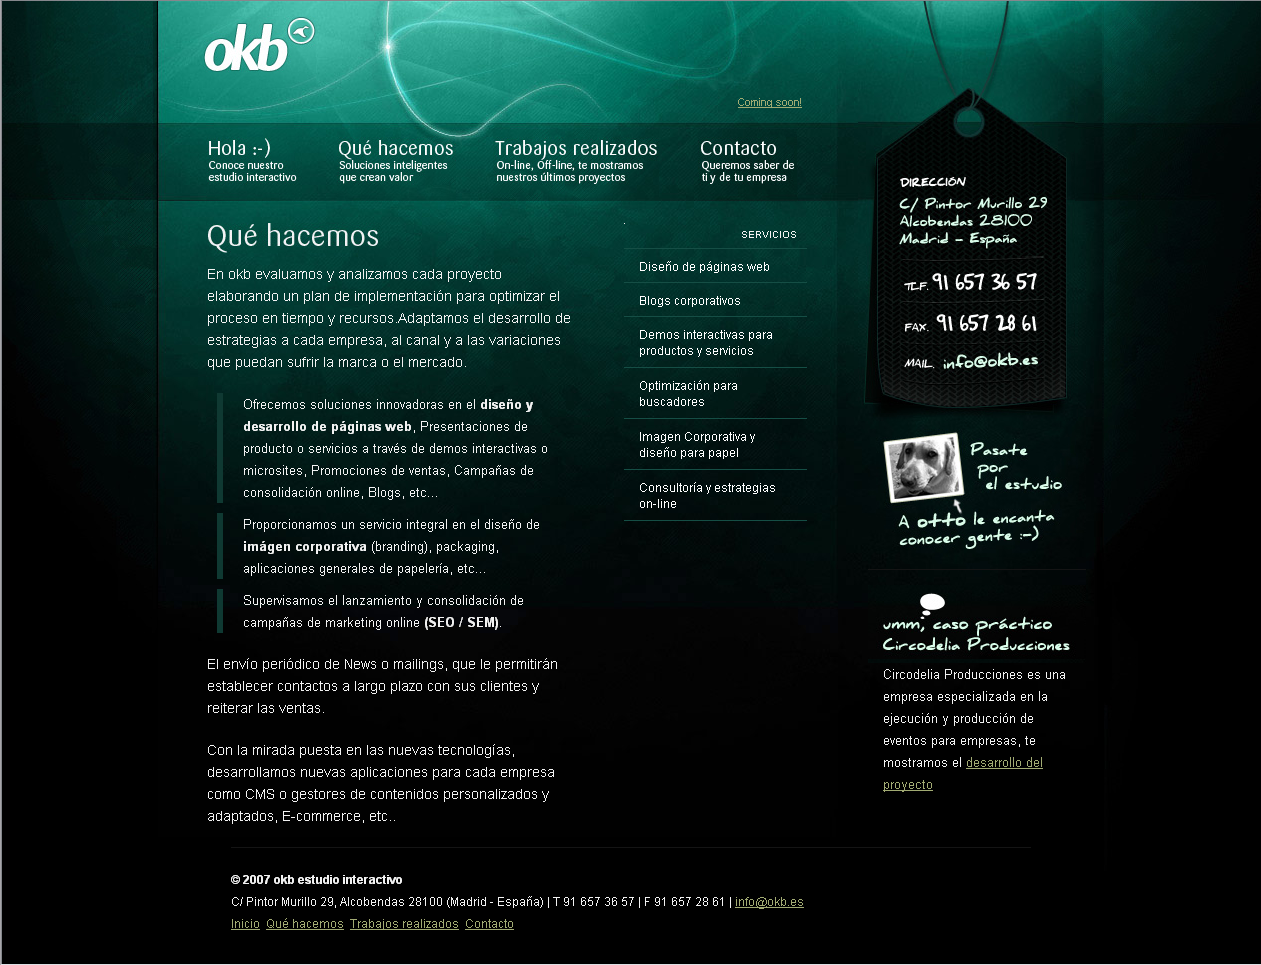 okb
Coming soon!
Hola :-)
Conoce nuestro
estudio interactivo
Qué hacemos
Soluciones inteligentes
que crean valor
Trabajos realizados
On-line, Off-line, te mostramos
nuestros últimos proyectos
Contacto
Queremos saber de
ti y de tu empresa
Qué hacemos
En okb evaluamos y analizamos cada proyecto
elaborando un plan de implementación para optimizar el
proceso en tiempo y recursos.Adaptamos el desarrollo de
estrategias a cada empresa, al canal y a las variaciones
que puedan sufrir la marca o el mercado.
Ofrecemos soluciones innovadoras en el diseño y
desarrollo de páginas web, Presentaciones de
producto o servicios a través de demos interactivas o
microsites, Promociones de ventas, Campañas de
consolidación online, Blogs, etc...
Proporcionamos un servicio integral en el diseño de
imágen corporativa (branding), packaging,
aplicaciones generales de papelería, etc...
Supervisamos el lanzamiento y consolidación de
campañas de marketing online (SEO / SEM).
El envío periódico de News o mailings, que le permitirán
establecer contactos a largo plazo con sus clientes y
reiterar las ventas.
Con la mirada puesta en las nuevas tecnologías,
desarrollamos nuevas aplicaciones para cada empresa
como CMS o gestores de contenidos personalizados y
adaptados, E-commerce, etc..
SERVICIOS
Diseño de páginas web
Blogs corporativos
Demos interactivas para
productos y servicios
Optimización para
buscadores
Imagen Corporativa y
diseño para papel
Consultoría y estrategias
on-line
DIRECCIÓN
C/ Pintor Murillo 29
Alcobendas 28100
Madrid - España
TLF. 91 657 36 57
FAX. 91 657 28 61
MAIL. info@okb.es
Pasate
por
el estudio
A otto le encanta
conocer gente :-)
umm, caso práctico
Circodelia Producciones
Circodelia Producciones es una
empresa especializada en la
ejecución y producción de
eventos para empresas, te
mostramos el desarrollo del
proyecto
© 2007 okb estudio interactivo
C/ Pintor Murillo 29, Alcobendas 28100 (Madrid - España) | T 91 657 36 57 | F 91 657 28 61 | info@okb.es
Inicio Qué hacemos Trabajos realizados Contacto